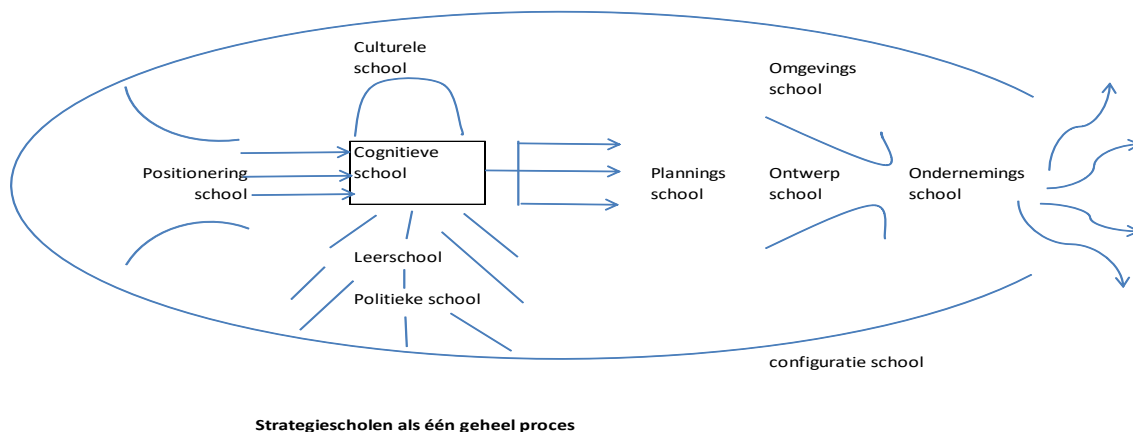 Culturele
school
Omgevings
school
Positionering
school
Cognitieve
school
Plannings
school
Ontwerp
school
Ondernemings
school
Leerschool
Politieke school
configuratie school
Strategiescholen als één geheel proces